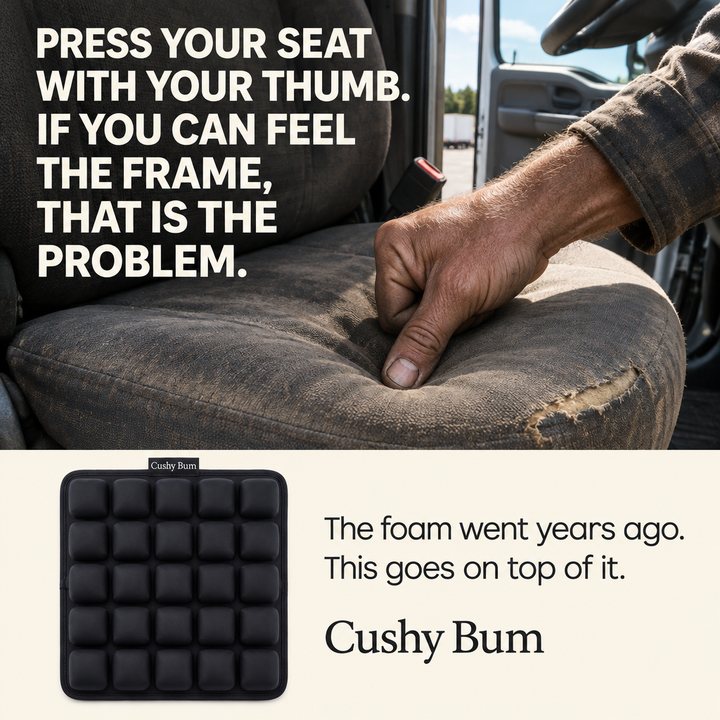 PRESS YOUR SEAT
WITH YOUR THUMB.
IF YOU CAN FEEL
THE FRAME,
THAT IS THE
PROBLEM.
Cushy Bum
The foam went years ago.
This goes on top of it.
Cushy Bum